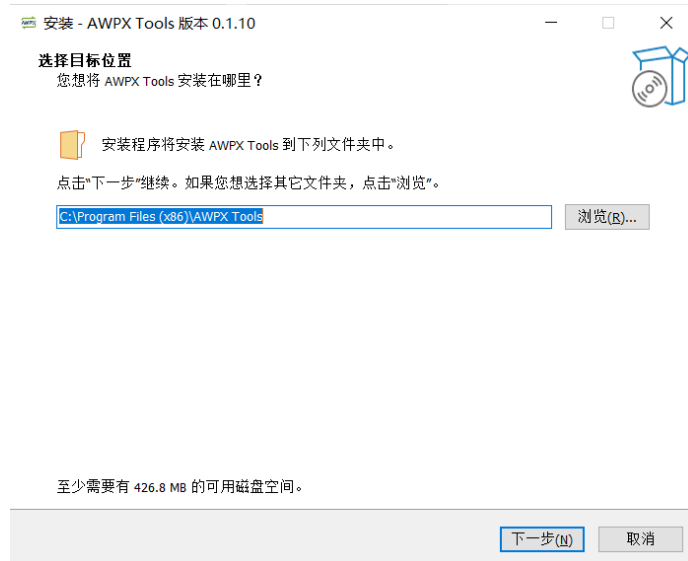 安装 - AWPX Tools 版本 0.1.10
选择目标位置
您想将 AWPX Tools 安装在哪里？
安装程序将安装 AWPX Tools 到下列文件夹中。
点击“下一步”继续。如果您想选择其它文件夹，点击“浏览”。
C:\Program Files (x86)\AWPX Tools
浏览(R)...
至少需要有 426.8 MB 的可用磁盘空间。
下一步(N)
取消